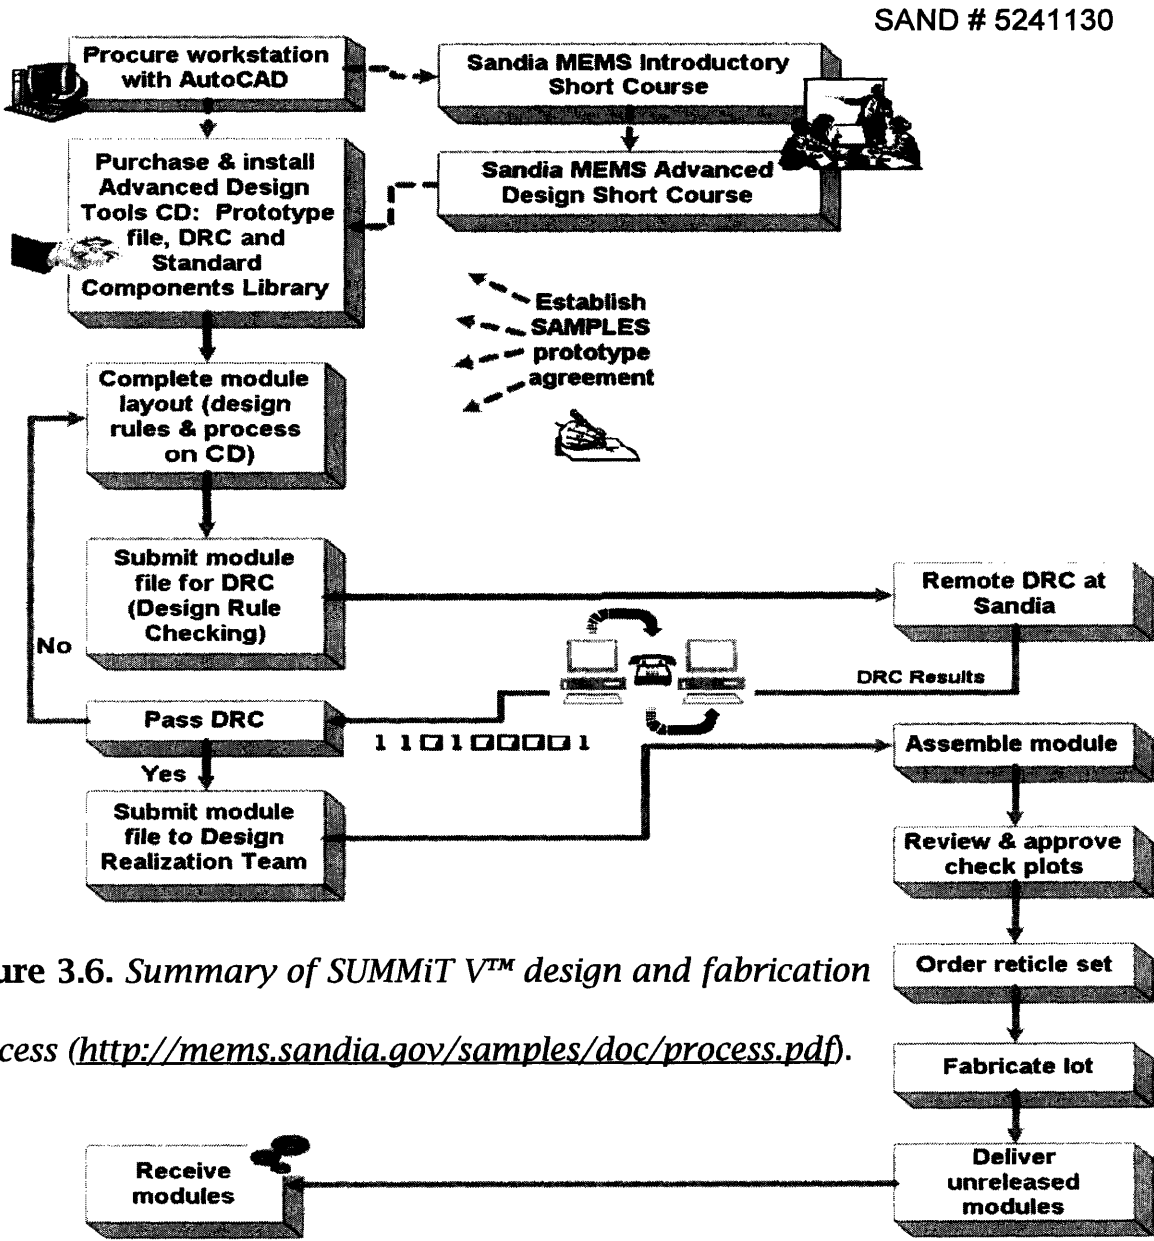 SAND # 5241130
Procure workstation
with AutoCAD
Sandia MEMS Introductory
Short Course
Purchase & install
Advanced Design
Tools CD: Prototype
file, DRC and
Standard
Components Library
Sandia MEMS Advanced
Design Short Course
Establish
SAMPLES
prototype
agreement
Complete module
layout (design
rules & process
on CD)
Submit module
file for DRC
(Design Rule
Checking)
Remote DRC at
Sandia
No
DRC Results
Pass DRC
1 1 0 1 0 0 0 0 1
Yes
Assemble module
Submit module
file to Design
Realization Team
Review & approve
check plots
ure 3.6. Summary of SUMMiT V™ design and fabrication
Order reticle set
cess (http://mems.sandia.gov/samples/doc/process.pdf).
Fabricate lot
Receive
modules
Deliver
unreleased
modules